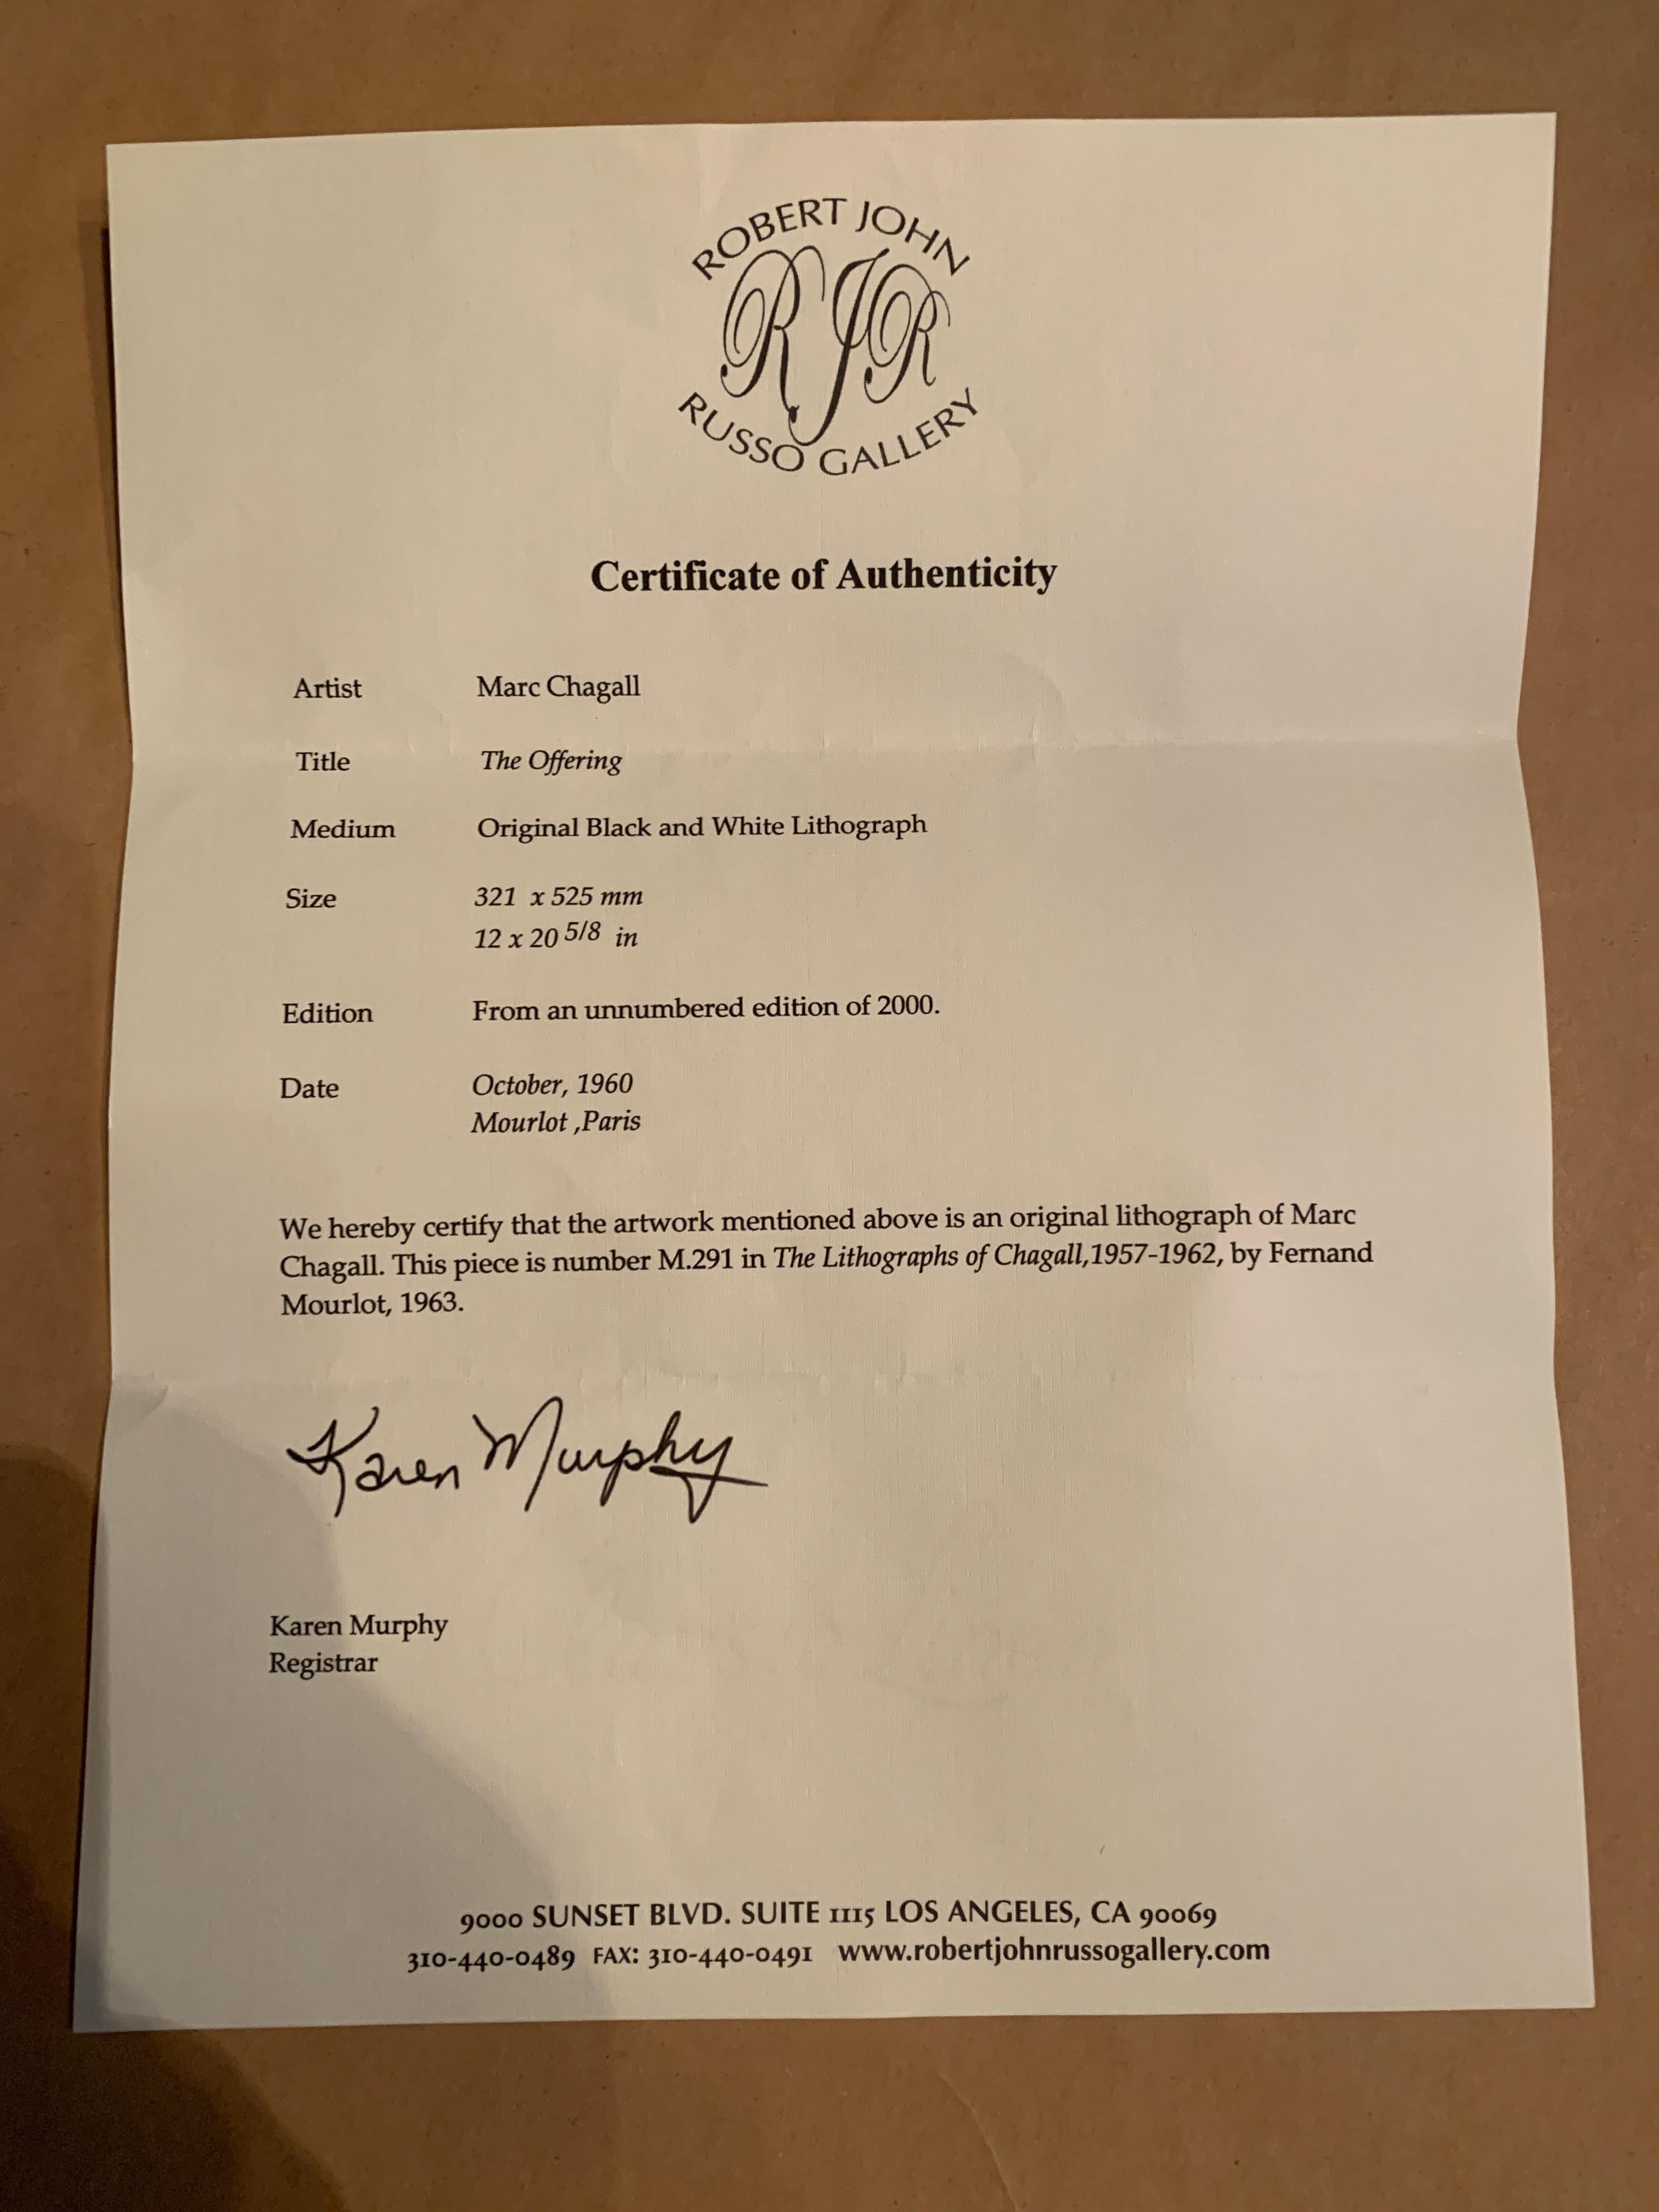 ROBERT JOHN
RJR
RUSSO GALLERY
Certificate of Authenticity
Artist Marc Chagall
Title The Offering
Medium Original Black and White Lithograph
Size 321 x 525 mm
12 x 20 5/8 in
Edition From an unnumbered edition of 2000.
Date October, 1960
Mourlot ,Paris
We hereby certify that the artwork mentioned above is an original lithograph of Marc
Chagall. This piece is number M.291 in The Lithographs of Chagall,1957-1962, by Fernand
Mourlot, 1963.
Karen Murphy
Karen Murphy
Registrar
9000 SUNSET BLVD. SUITE 1115 LOS ANGELES, CA 90069
310-440-0489 FAX: 310-440-0491 www.robertjohnrussogallery.com